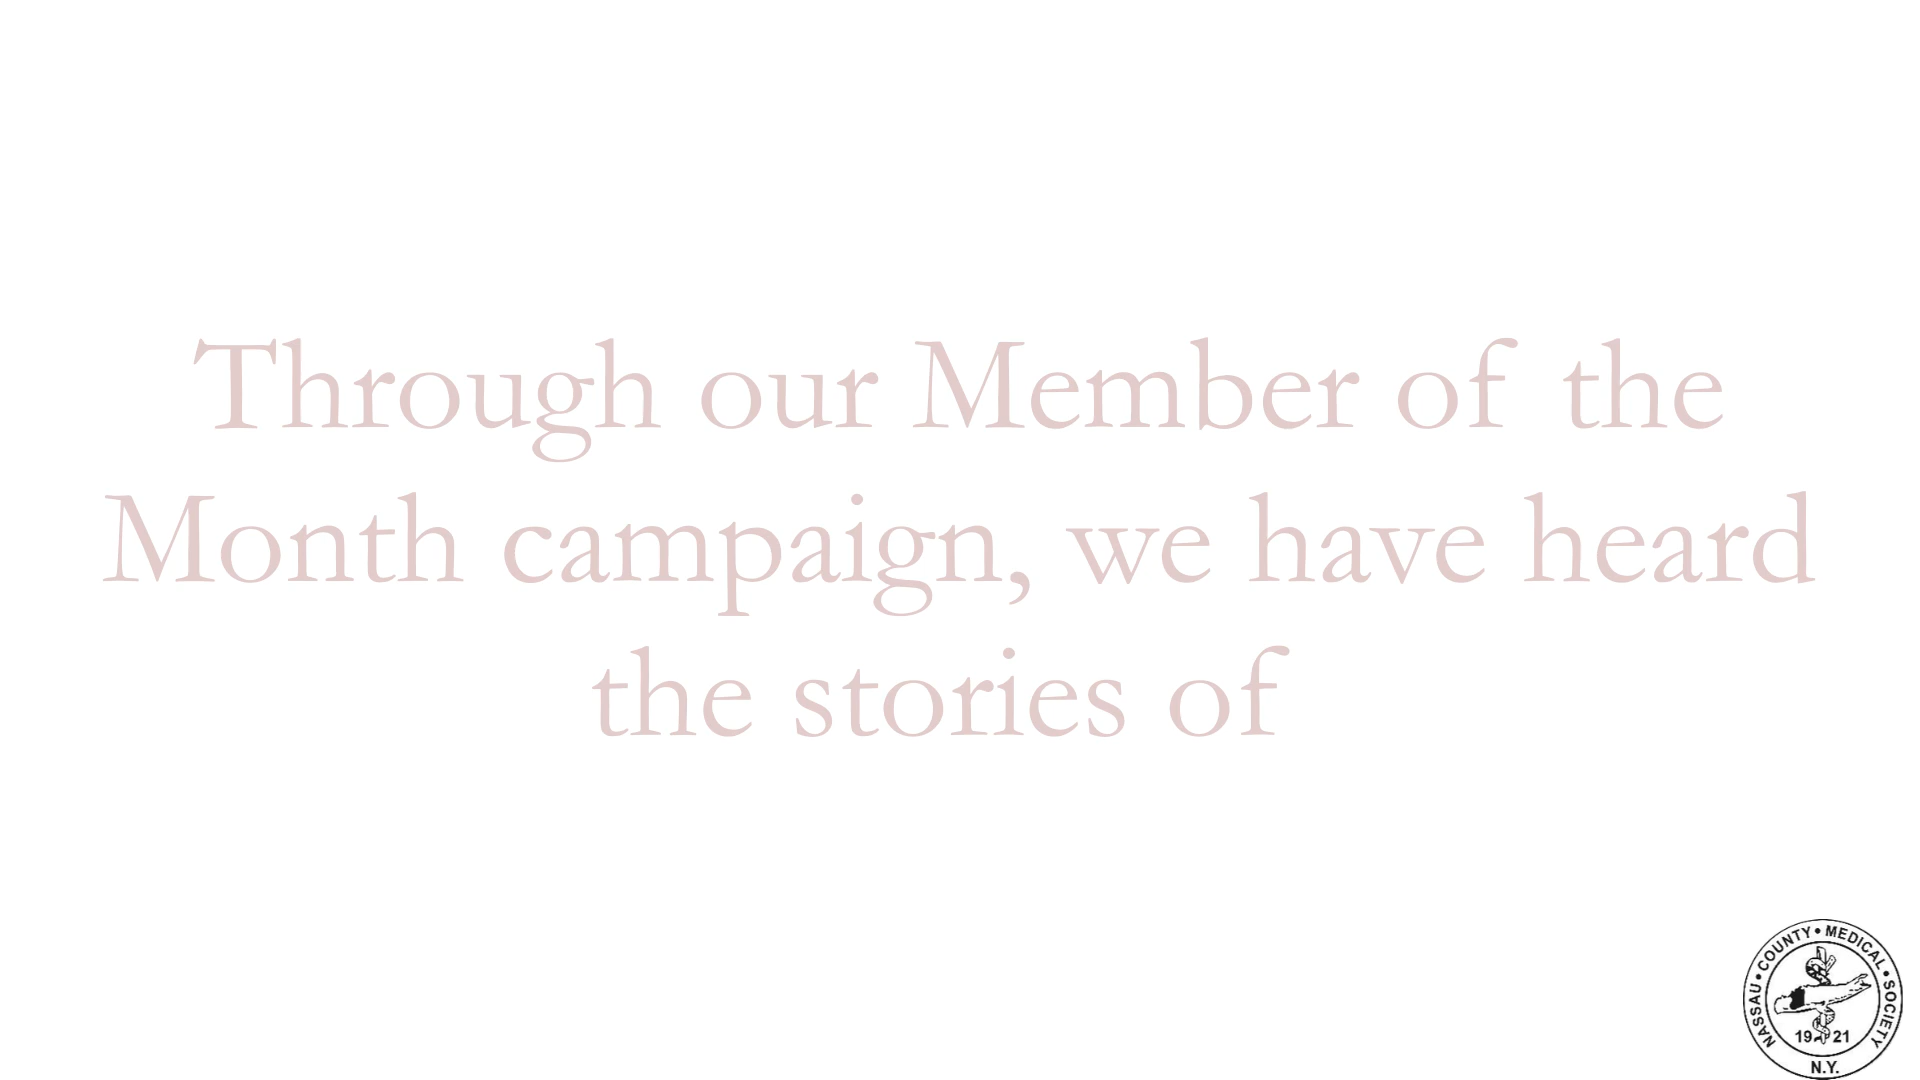 Through our Member of the
Month campaign, we have heard
the stories of
NASSAU • COUNTY • MEDICAL • SOCIETY
19 21
N.Y.